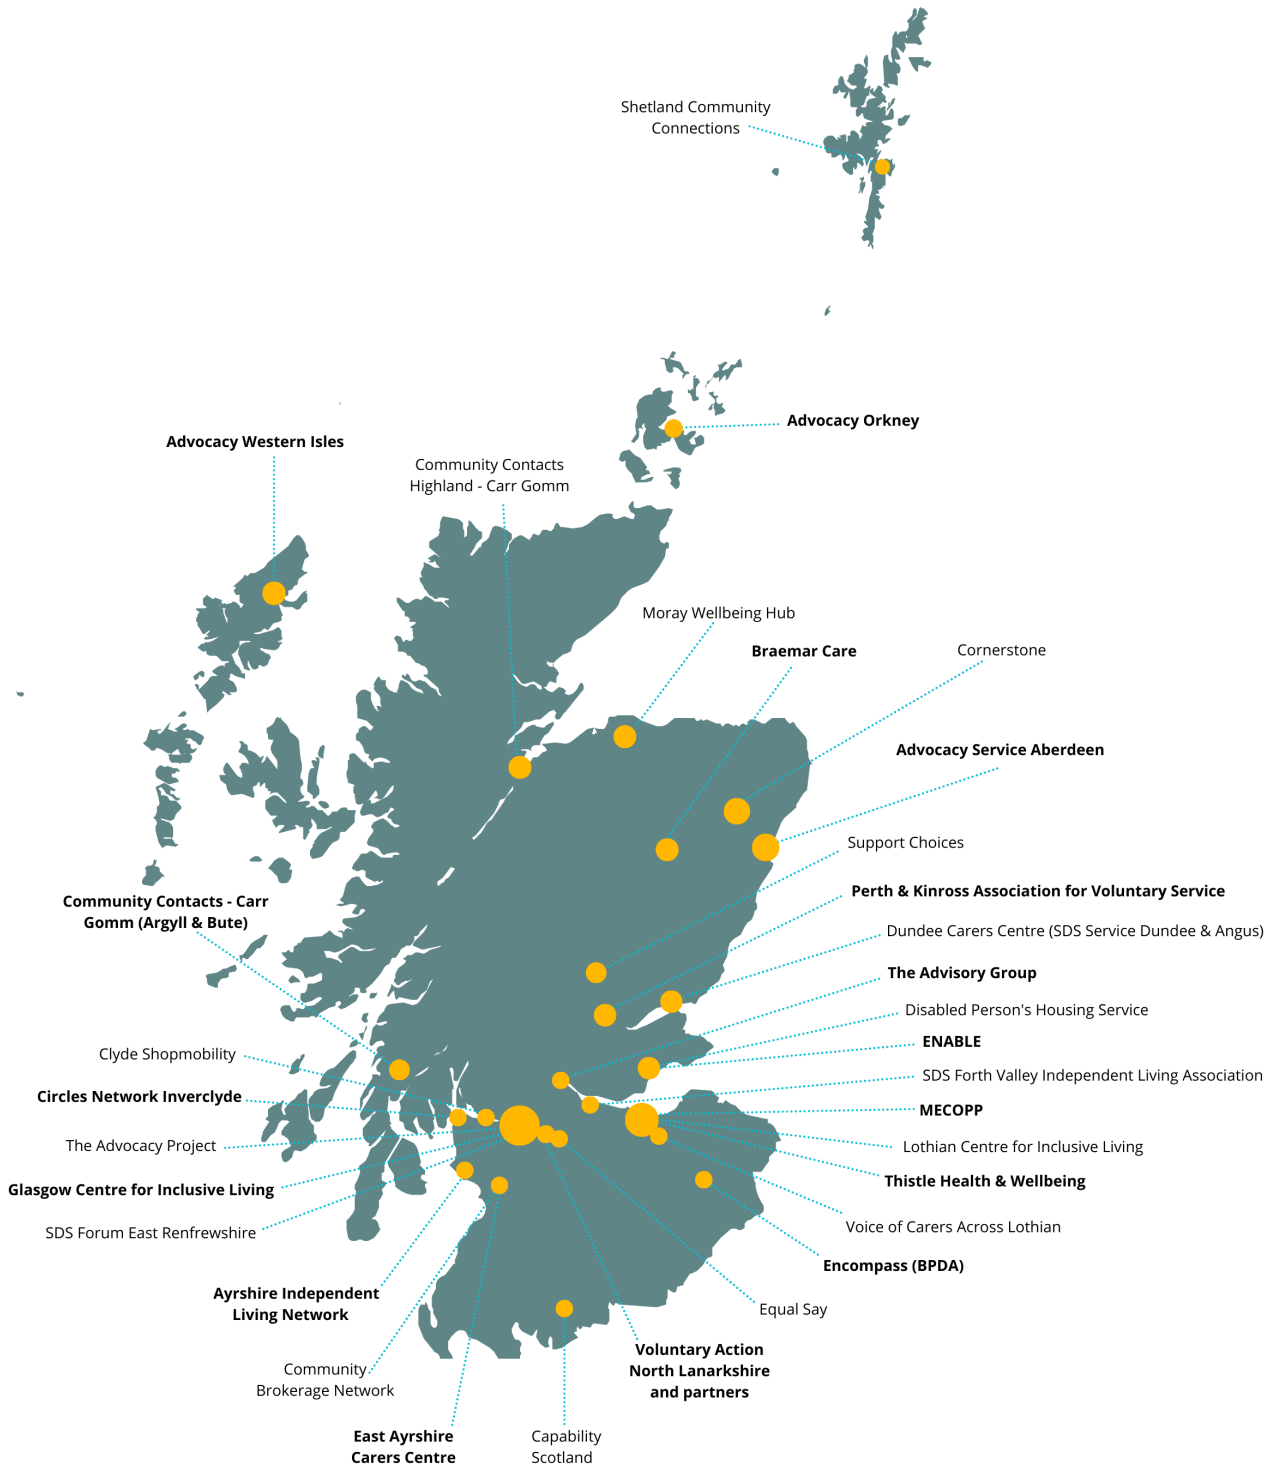 Shetland Community
Connections
Advocacy Orkney
Advocacy Western Isles
Community Contacts
Highland - Carr Gomm
Moray Wellbeing Hub
Braemar Care
Cornerstone
Advocacy Service Aberdeen
Support Choices
Perth & Kinross Association for Voluntary Service
Community Contacts - Carr
Gomm (Argyll & Bute)
Dundee Carers Centre (SDS Service Dundee & Angus)
The Advisory Group
Disabled Person's Housing Service
ENABLE
Clyde Shopmobility
SDS Forth Valley Independent Living Association
Circles Network Inverclyde
MECOPP
The Advocacy Project
Lothian Centre for Inclusive Living
Glasgow Centre for Inclusive Living
Thistle Health & Wellbeing
SDS Forum East Renfrewshire
Voice of Carers Across Lothian
Encompass (BPDA)
Ayrshire Independent
Living Network
Equal Say
Voluntary Action
North Lanarkshire
and partners
Community
Brokerage Network
East Ayrshire
Carers Centre
Capability
Scotland